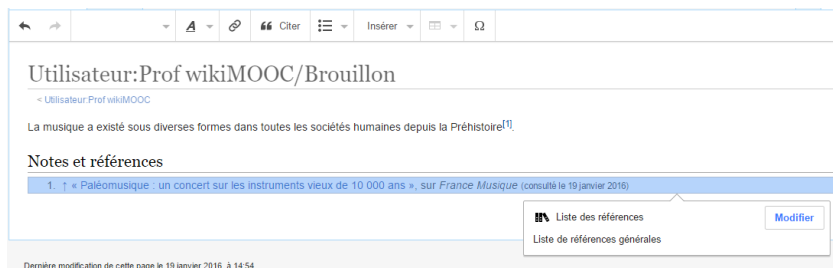 Citer
Insérer
Ω
Utilisateur:Prof wikiMOOC/Brouillon
< Utilisateur:Prof wikiMOOC
La musique a existé sous diverses formes dans toutes les sociétés humaines depuis la Préhistoire[1].
Notes et références
1. ↑ « Paléomusique : un concert sur les instruments vieux de 10 000 ans », sur France Musique (consulté le 19 janvier 2016)
Liste des références
Modifier
Liste de références générales
Dernière modification de cette page le 19 janvier 2016, à 14:54